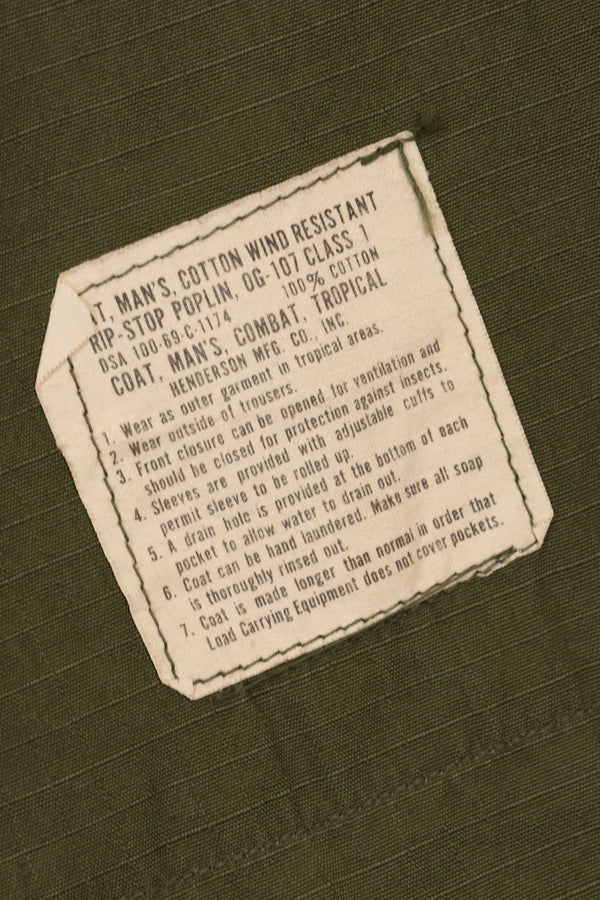 T, MAN'S, COTTON WIND RESISTANT
RIP-STOP POPLIN, OG-107 CLASS 1
DSA 100-69-C-1174 100% COTTON
COAT, MAN'S, COMBAT, TROPICAL
HENDERSON MFG. CO., INC.
1. Wear as outer garment in tropical areas.
2. Wear outside of trousers.
3. Front closure can be opened for ventilation and
should be closed for protection against insects.
4. Sleeves are provided with adjustable cuffs to
permit sleeve to be rolled up.
5. A drain hole is provided at the bottom of each
pocket to allow water to drain out.
6. Coat can be hand laundered. Make sure all soap
is thoroughly rinsed out.
7. Coat is made longer than normal in order that
Load Carrying Equipment does not cover pockets.